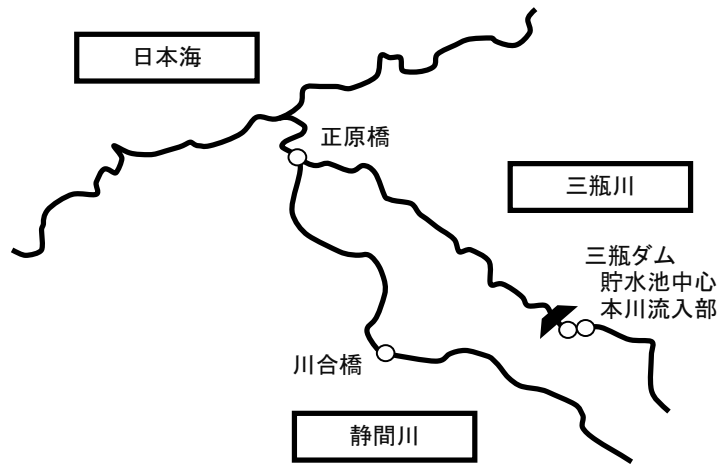 日本海
正原橋
三瓶川
三瓶ダム
貯水池中心
本川流入部
川合橋
静間川